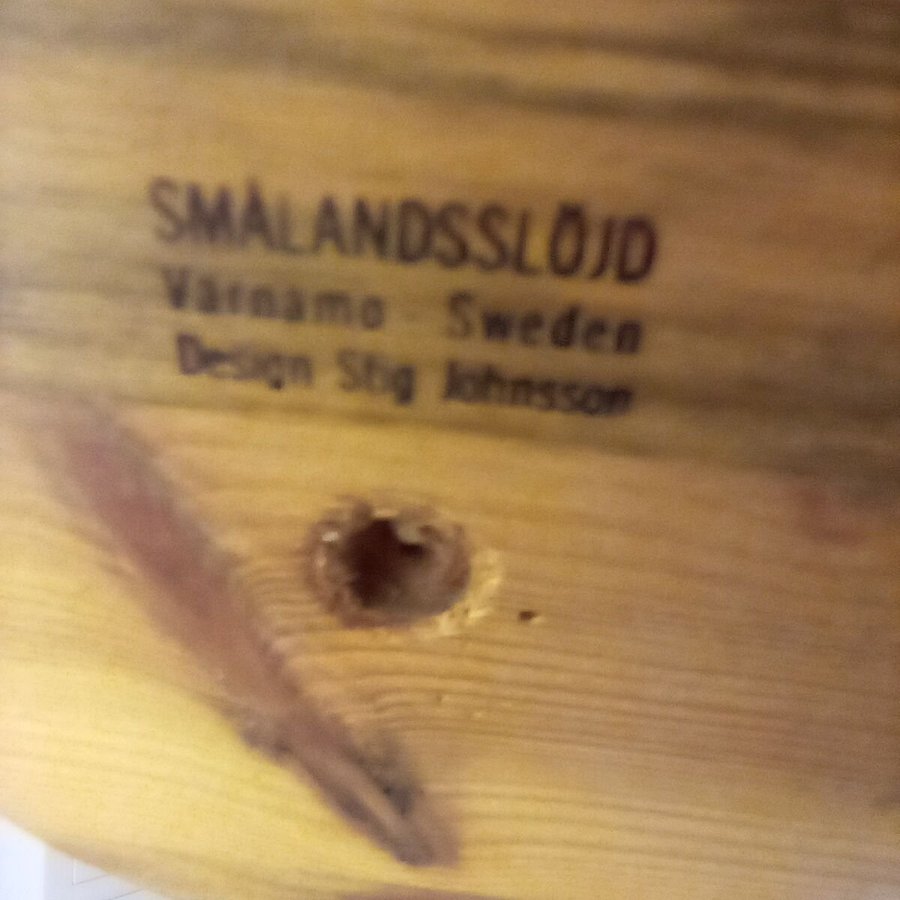 SMÅLANDSSLÖJD
Värnamo Sweden
Design Stig Johnsson